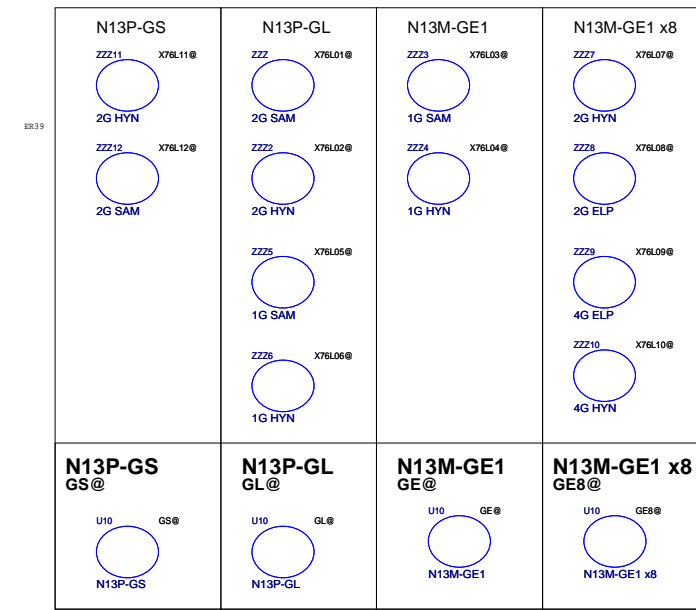 N13P-GS N13P-GL N13M-GE1 N13M-GE1 x8
ZZZ11 X76L11@ ZZZ X76L01@ ZZZ3 X76L03@ ZZZ7 X76L07@
2G HYN 2G SAM 1G SAM 2G HYN
ER39
ZZZ12 X76L12@ ZZZ2 X76L02@ ZZZ4 X76L04@ ZZZ8 X76L08@
2G SAM 2G HYN 1G HYN 2G ELP
ZZZ5 X76L05@ ZZZ9 X76L09@
1G SAM 4G ELP
ZZZ6 X76L06@ ZZZ10 X76L10@
1G HYN 4G HYN
N13P-GS N13P-GL N13M-GE1 N13M-GE1 x8
GS@ GL@ GE@ GE8@
U10 GS@ U10 GL@ U10 GE@ U10 GE8@
N13P-GS N13P-GL N13M-GE1 N13M-GE1 x8